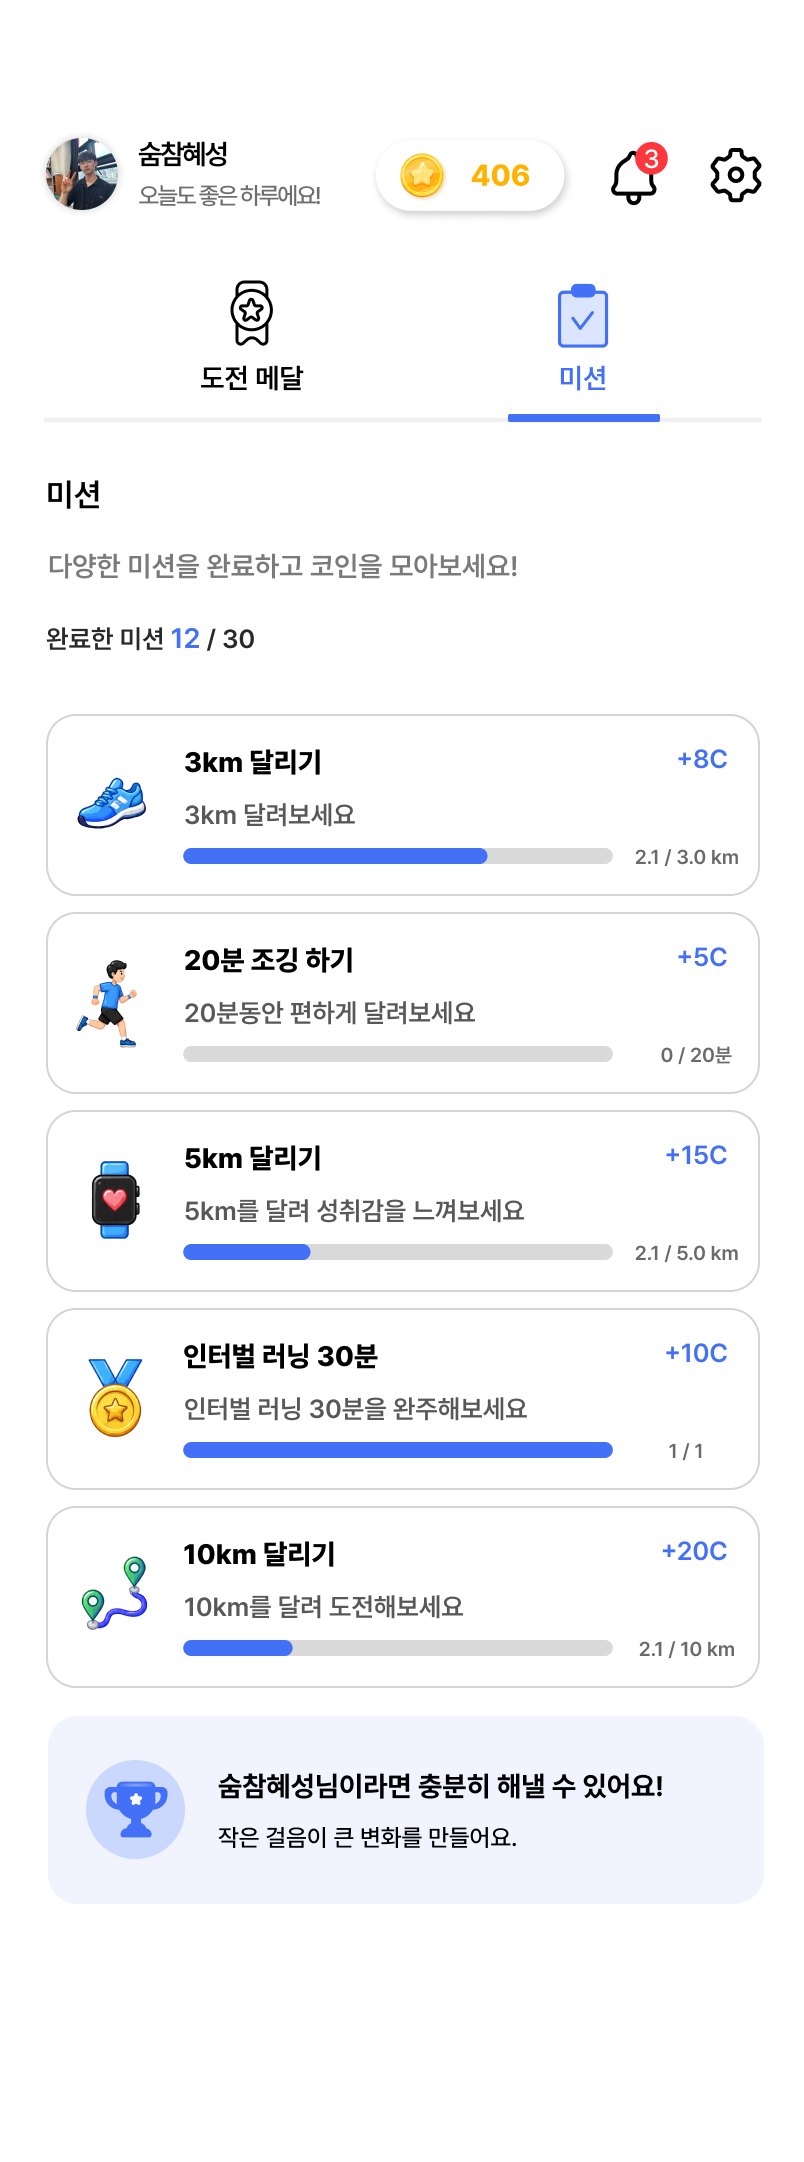 숨참혜성
오늘도 좋은 하루에요!
406
3
도전 메달
미션
미션
다양한 미션을 완료하고 코인을 모아보세요!
완료한 미션 12 / 30
3km 달리기
+8C
3km 달려보세요
2.1 / 3.0 km
20분 조깅 하기
+5C
20분동안 편하게 달려보세요
0 / 20분
5km 달리기
+15C
5km를 달려 성취감을 느껴보세요
2.1 / 5.0 km
인터벌 러닝 30분
+10C
인터벌 러닝 30분을 완주해보세요
1 / 1
10km 달리기
+20C
10km를 달려 도전해보세요
2.1 / 10 km
숨참혜성님이라면 충분히 해낼 수 있어요!
작은 걸음이 큰 변화를 만들어요.